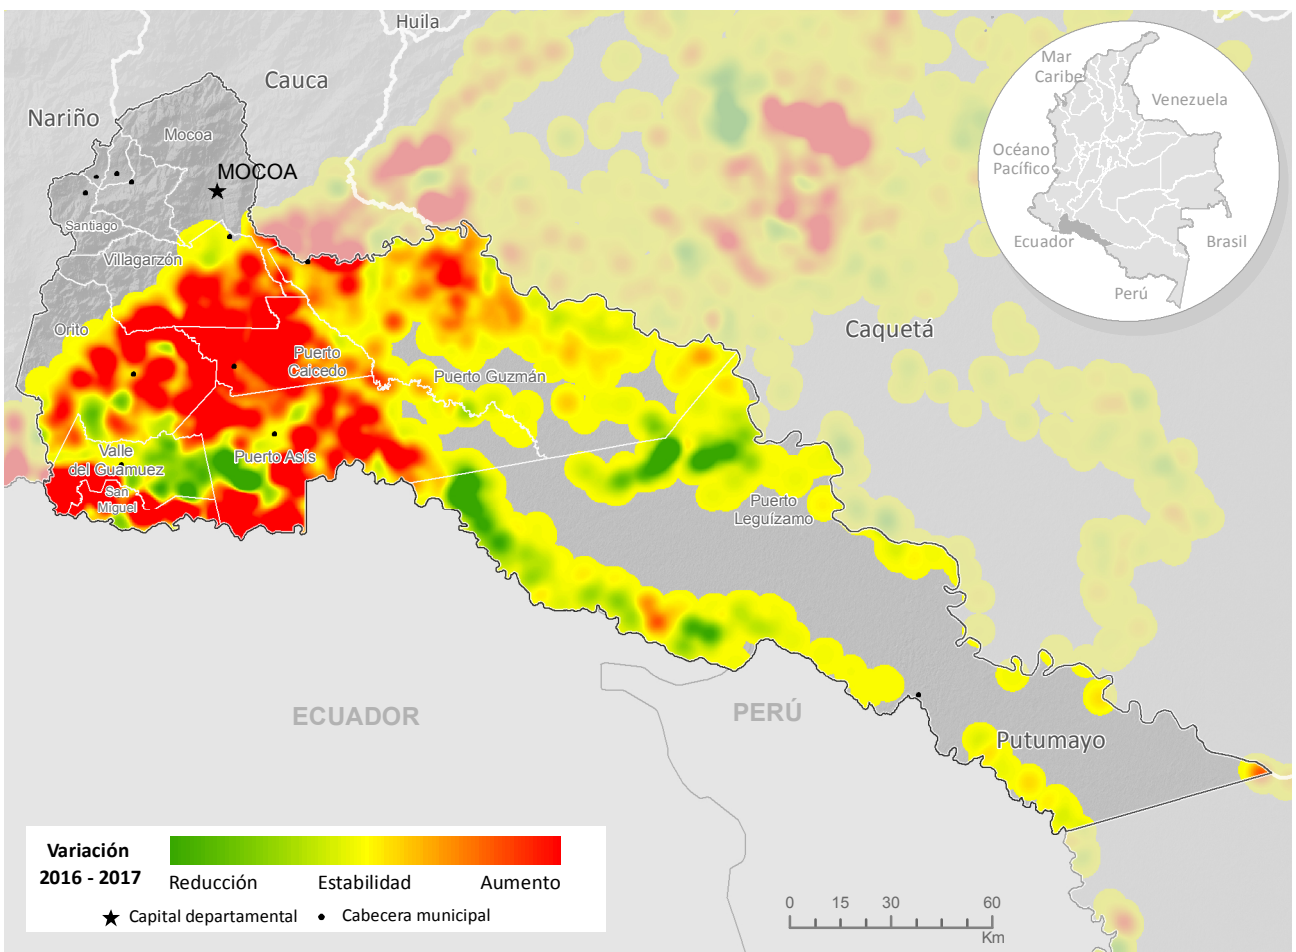 Huila
Cauca
Nariño
Mocoa
MOCOA
Santiago
Villagarzón
Orito
Puerto
Caicedo
Puerto Guzmán
Caquetá
Valle
del Guamuez
Puerto Asís
San
Miguel
Puerto
Leguízamo
ECUADOR
PERÚ
Putumayo
Mar
Caribe
Venezuela
Océano
Pacífico
Ecuador
Brasil
Perú
Variación
2016 - 2017
Reducción
Estabilidad
Aumento
Capital departamental
Cabecera municipal
0 15 30 60
Km